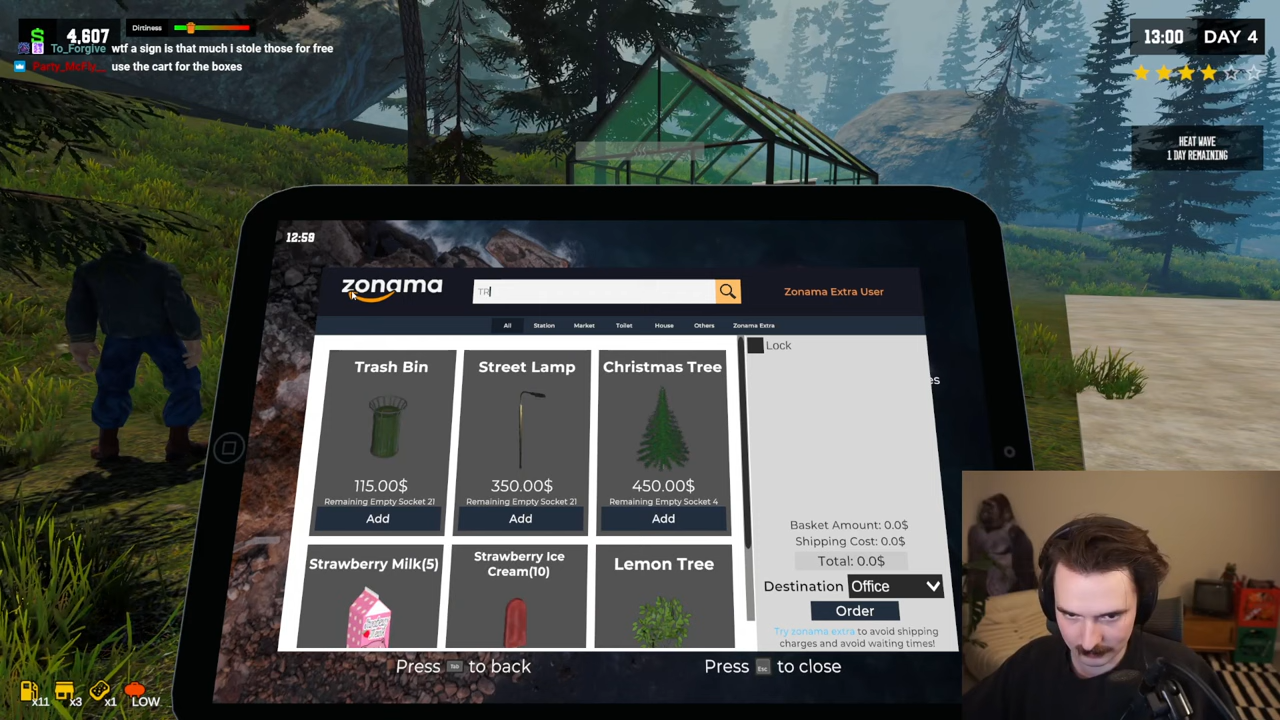 $ 4,607
Dirtiness
To_Forgive wtf a sign is that much i stole those for free
use the cart for the boxes
13:00 DAY 4
HEAT WAVE
1 DAY REMAINING
12:59
zonama
TR
Zonama Extra User
All Station Market Toilet House Others Zonama Extra
Trash Bin
115.00$
Remaining Empty Socket 21
Add
Street Lamp
350.00$
Remaining Empty Socket 21
Add
Christmas Tree
450.00$
Remaining Empty Socket 4
Add
Strawberry Milk(5)
Strawberry Ice
Cream(10)
Lemon Tree
Lock
Basket Amount: 0.0$
Shipping Cost: 0.0$
Total: 0.0$
Destination Office
Order
Try zonama extra to avoid shipping
charges and avoid waiting times!
Press Tab to back
Press Esc to close
x11 x3 x1 LOW